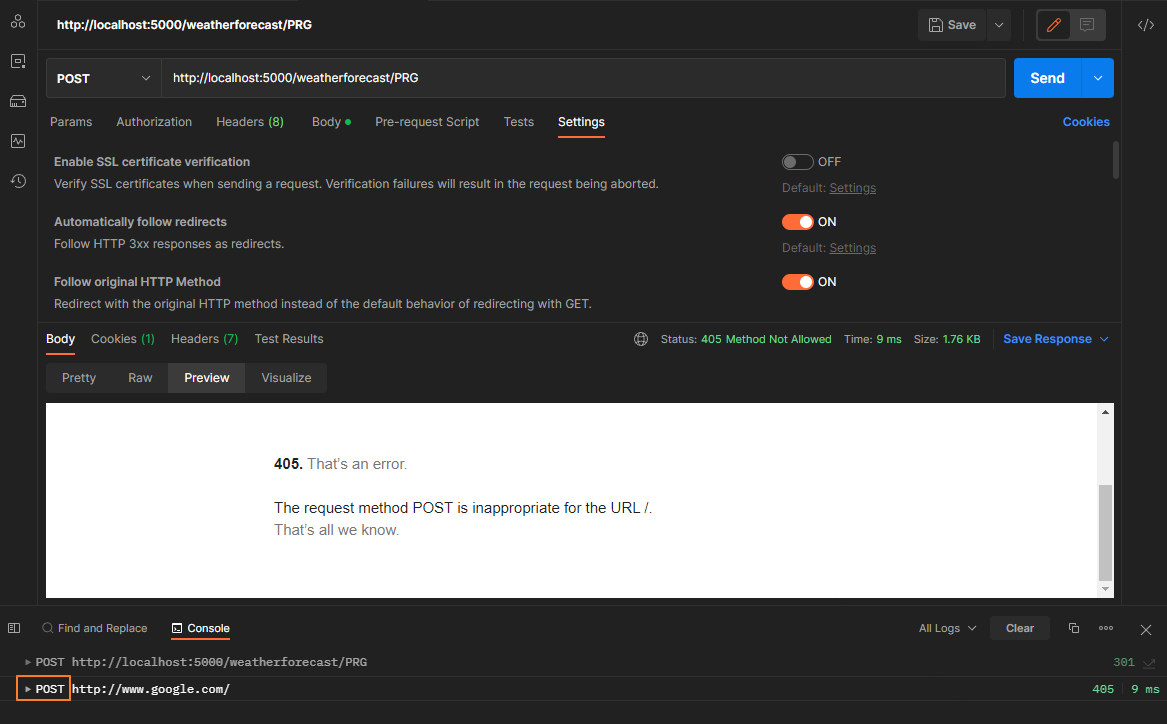 http://localhost:5000/weatherforecast/PRG
Save
POST
http://localhost:5000/weatherforecast/PRG
Send
Params Authorization Headers (8) Body Pre-request Script Tests Settings Cookies
Enable SSL certificate verification
OFF
Verify SSL certificates when sending a request. Verification failures will result in the request being aborted.
Default: Settings
Automatically follow redirects
ON
Follow HTTP 3xx responses as redirects.
Default: Settings
Follow original HTTP Method
ON
Redirect with the original HTTP method instead of the default behavior of redirecting with GET.
Body Cookies (1) Headers (7) Test Results Status: 405 Method Not Allowed Time: 9 ms Size: 1.76 KB Save Response
Pretty Raw Preview Visualize
405. That's an error.
The request method POST is inappropriate for the URL /.
That's all we know.
Find and Replace Console All Logs Clear
POST http://localhost:5000/weatherforecast/PRG 301
POST http://www.google.com/ 405 9 ms